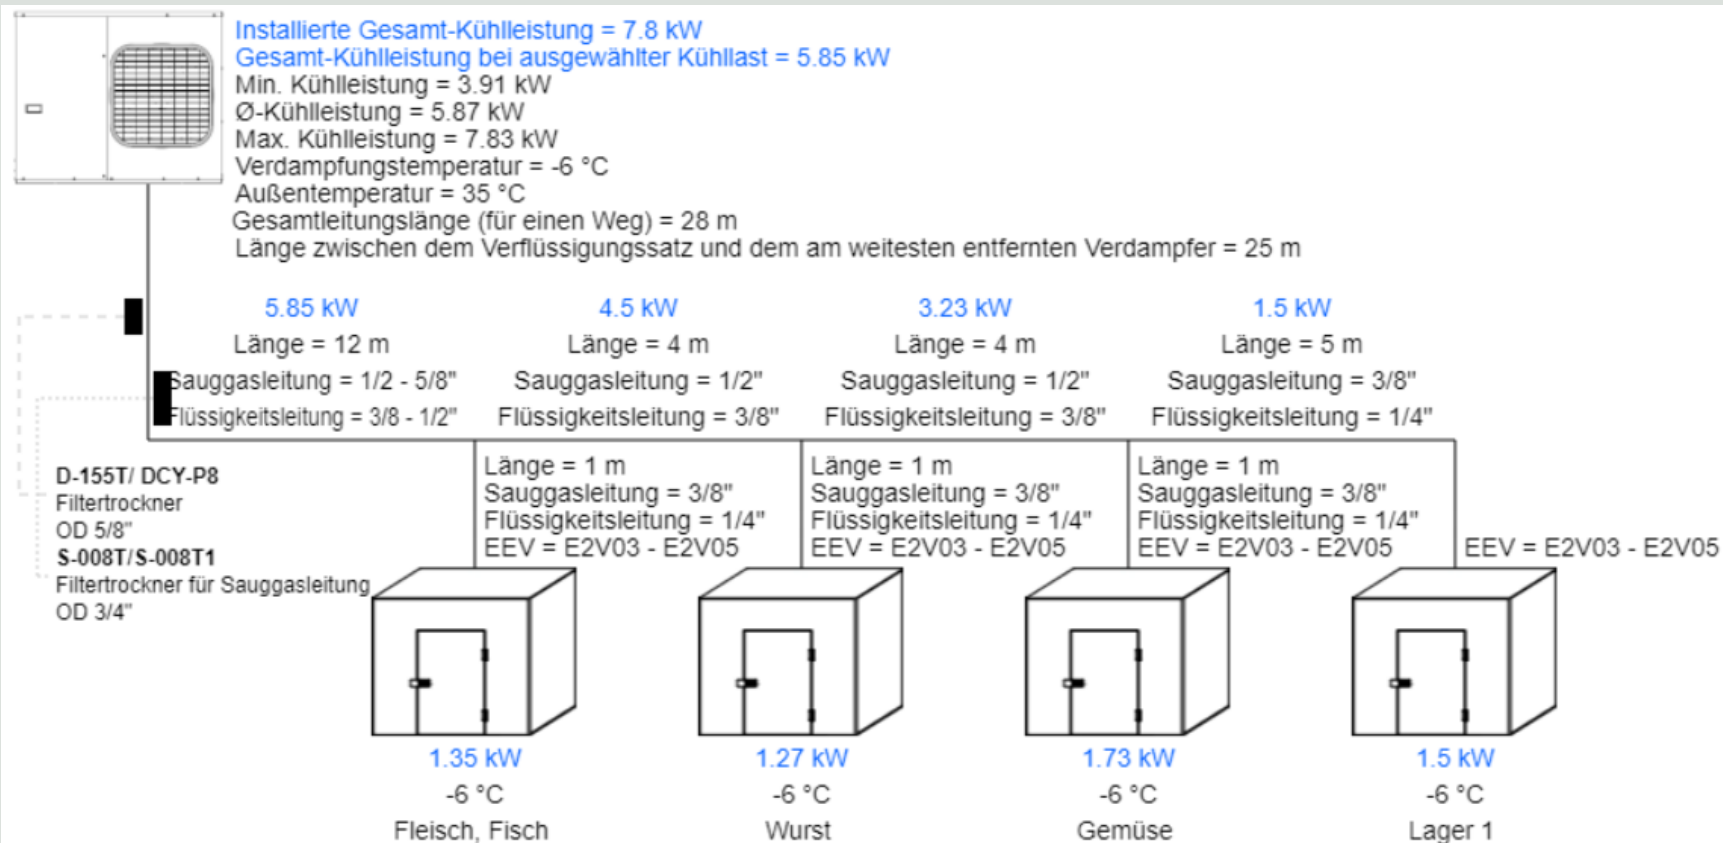 Installierte Gesamt-Kühlleistung = 7.8 kW
Gesamt-Kühlleistung bei ausgewählter Kühllast = 5.85 kW
Min. Kühlleistung = 3.91 kW
Ø-Kühlleistung = 5.87 kW
Max. Kühlleistung = 7.83 kW
Verdampfungstemperatur = -6 °C
Außentemperatur = 35 °C
Gesamtleitungslänge (für einen Weg) = 28 m
Länge zwischen dem Verflüssigungssatz und dem am weitesten entfernten Verdampfer = 25 m
5.85 kW
Länge = 12 m
Sauggasleitung = 1/2 - 5/8"
Flüssigkeitsleitung = 3/8 - 1/2"
4.5 kW
Länge = 4 m
Sauggasleitung = 1/2"
Flüssigkeitsleitung = 3/8"
3.23 kW
Länge = 4 m
Sauggasleitung = 1/2"
Flüssigkeitsleitung = 3/8"
1.5 kW
Länge = 5 m
Sauggasleitung = 3/8"
Flüssigkeitsleitung = 1/4"
D-155T/ DCY-P8
Filtertrockner
OD 5/8"
S-008T/S-008T1
Filtertrockner für Sauggasleitung
OD 3/4"
Länge = 1 m
Sauggasleitung = 3/8"
Flüssigkeitsleitung = 1/4"
EEV = E2V03 - E2V05
Länge = 1 m
Sauggasleitung = 3/8"
Flüssigkeitsleitung = 1/4"
EEV = E2V03 - E2V05
Länge = 1 m
Sauggasleitung = 3/8"
Flüssigkeitsleitung = 1/4"
EEV = E2V03 - E2V05
EEV = E2V03 - E2V05
1.35 kW
-6 °C
Fleisch, Fisch
1.27 kW
-6 °C
Wurst
1.73 kW
-6 °C
Gemüse
1.5 kW
-6 °C
Lager 1